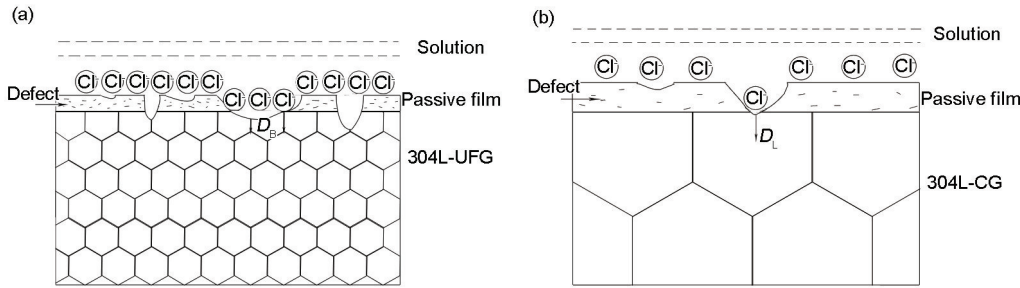 (a)
Solution
Cl⁻ Cl⁻ Cl⁻ Cl⁻ Cl⁻ Cl⁻ Cl⁻ Cl⁻ Cl⁻ Cl⁻ Cl⁻ Cl⁻ Cl⁻
Defect
Passive film
D_B
304L-UFG
(b)
Solution
Cl⁻ Cl⁻ Cl⁻ Cl⁻ Cl⁻ Cl⁻ Cl⁻
Defect
Passive film
D_L
304L-CG